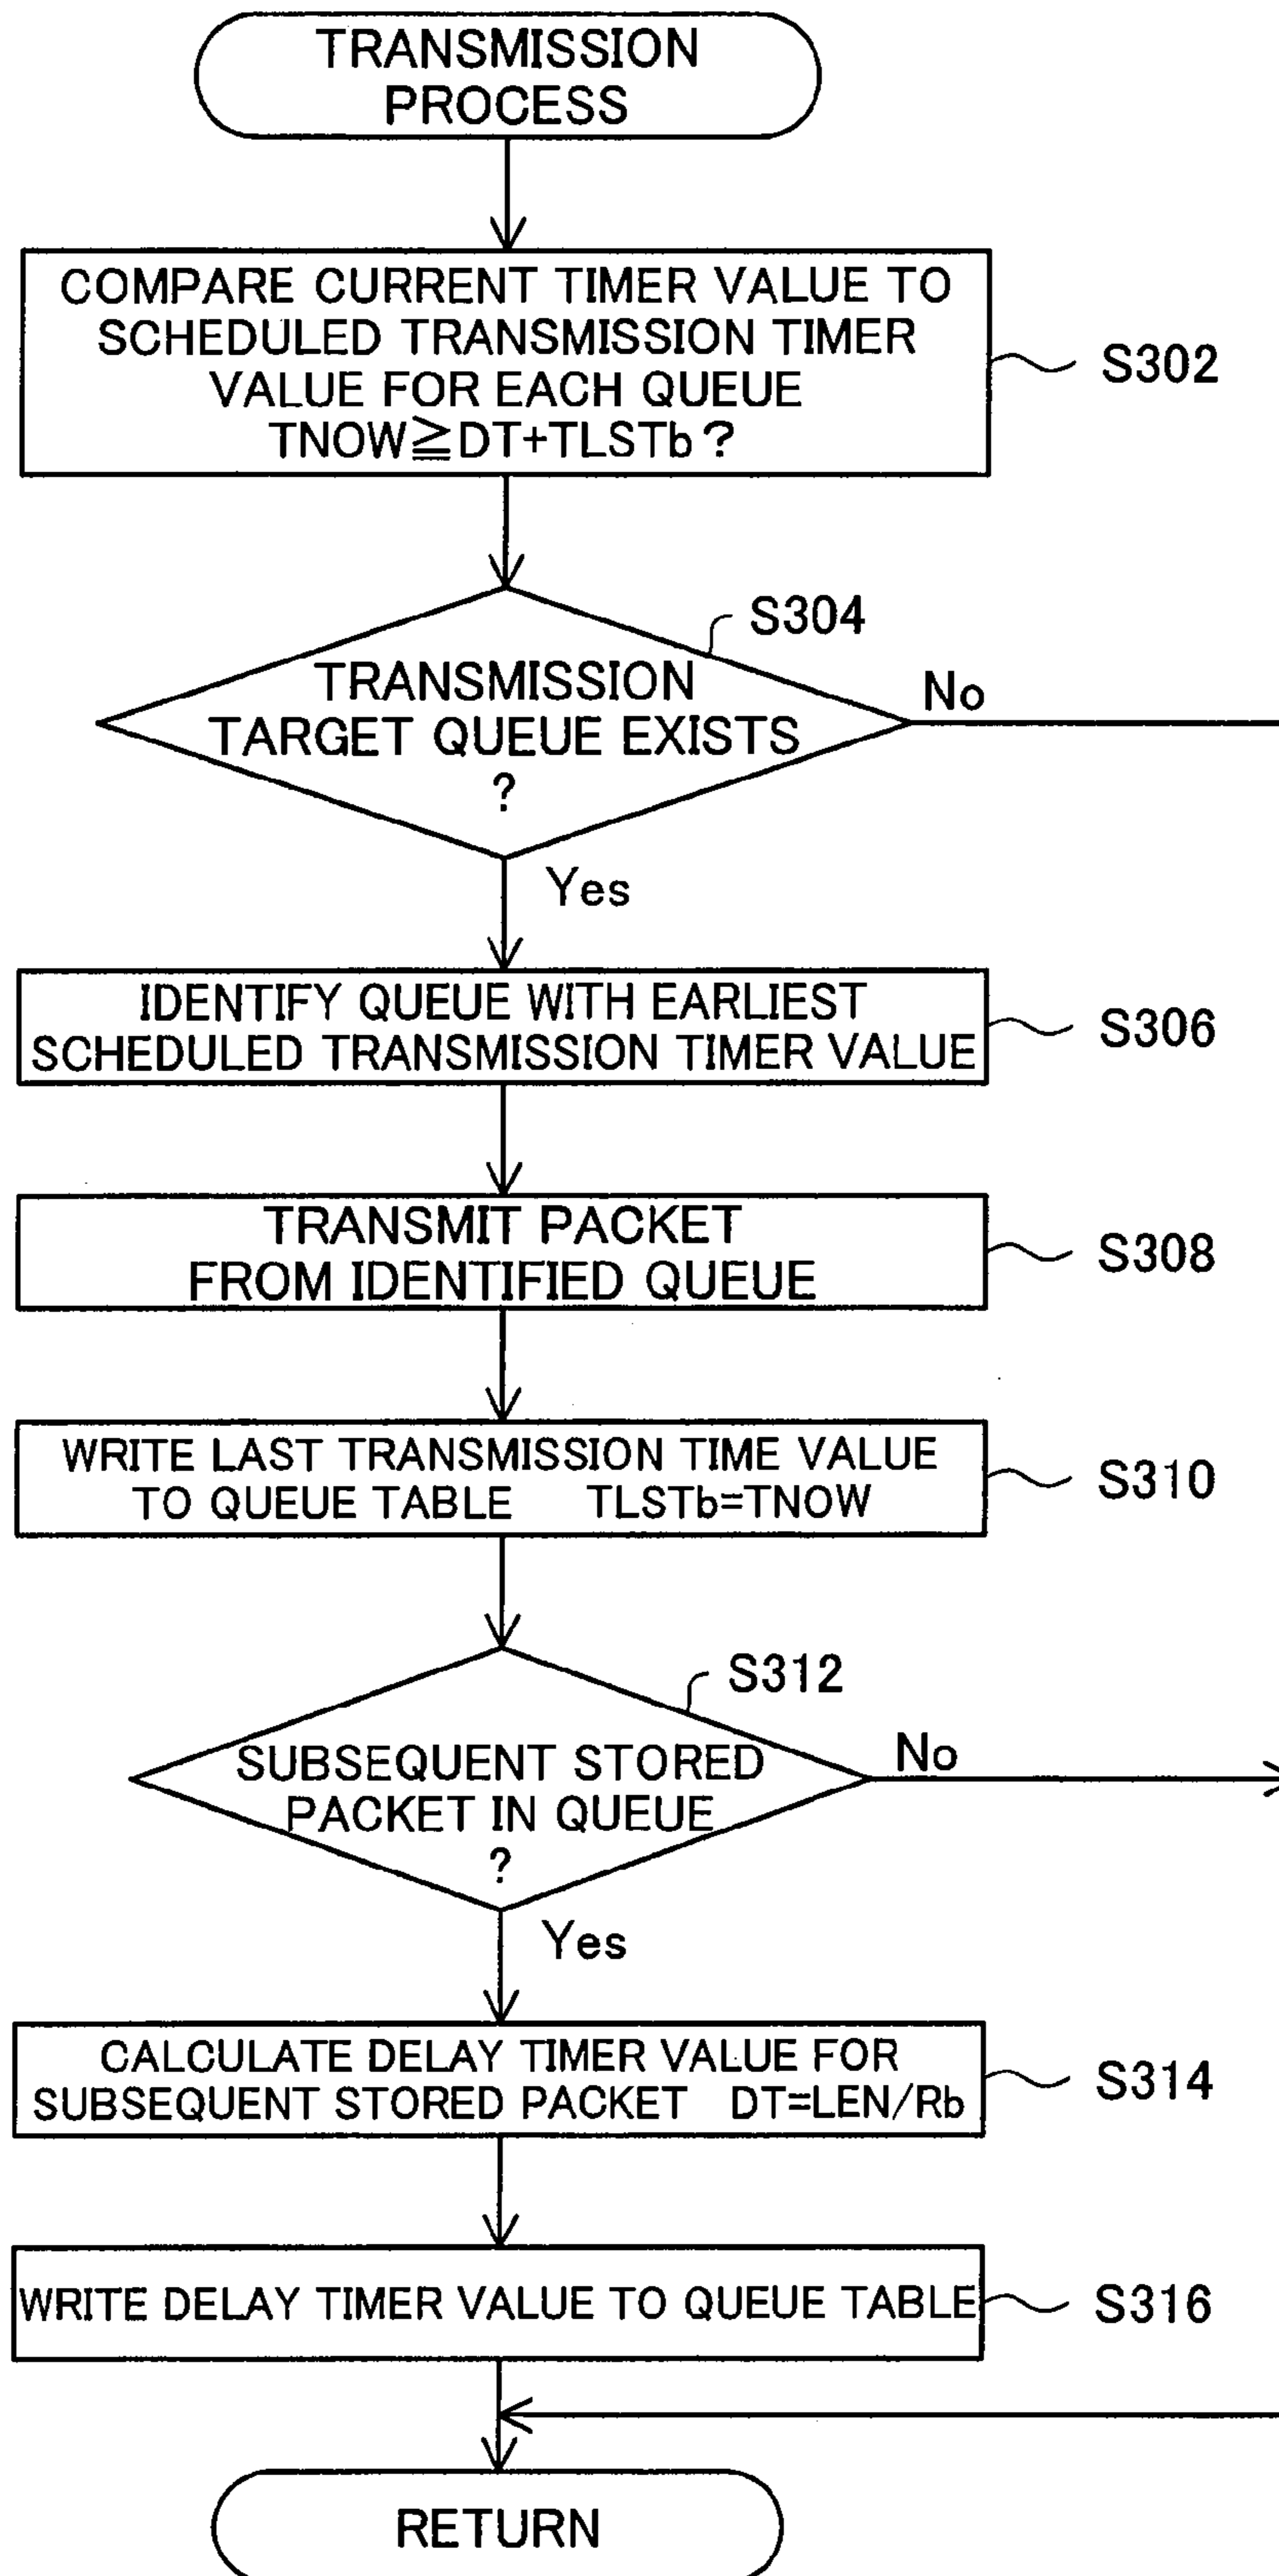 TRANSMISSION
PROCESS
COMPARE CURRENT TIMER VALUE TO
SCHEDULED TRANSMISSION TIMER
VALUE FOR EACH QUEUE
TNOW≧DT+TLSTb?
S302
S304
TRANSMISSION
TARGET QUEUE EXISTS
?
No
Yes
IDENTIFY QUEUE WITH EARLIEST
SCHEDULED TRANSMISSION TIMER VALUE
S306
TRANSMIT PACKET
FROM IDENTIFIED QUEUE
S308
WRITE LAST TRANSMISSION TIME VALUE
TO QUEUE TABLE TLSTb=TNOW
S310
S312
SUBSEQUENT STORED
PACKET IN QUEUE
?
No
Yes
CALCULATE DELAY TIMER VALUE FOR
SUBSEQUENT STORED PACKET DT=LEN/Rb
S314
WRITE DELAY TIMER VALUE TO QUEUE TABLE
S316
RETURN